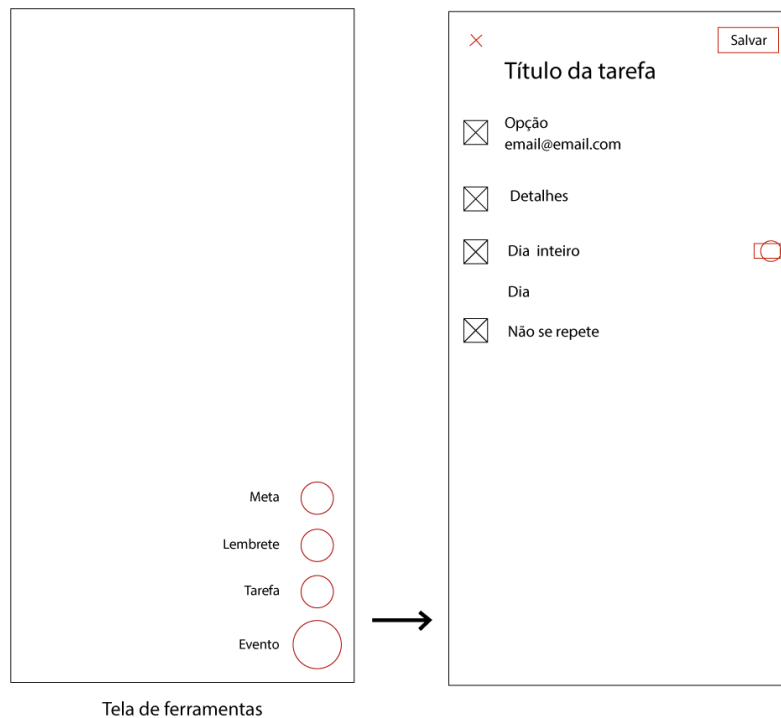 Meta
Lembrete
Tarefa
Evento
Tela de ferramentas
Salvar
Título da tarefa
Opção
email@email.com
Detalhes
Dia inteiro
Dia
Não se repete